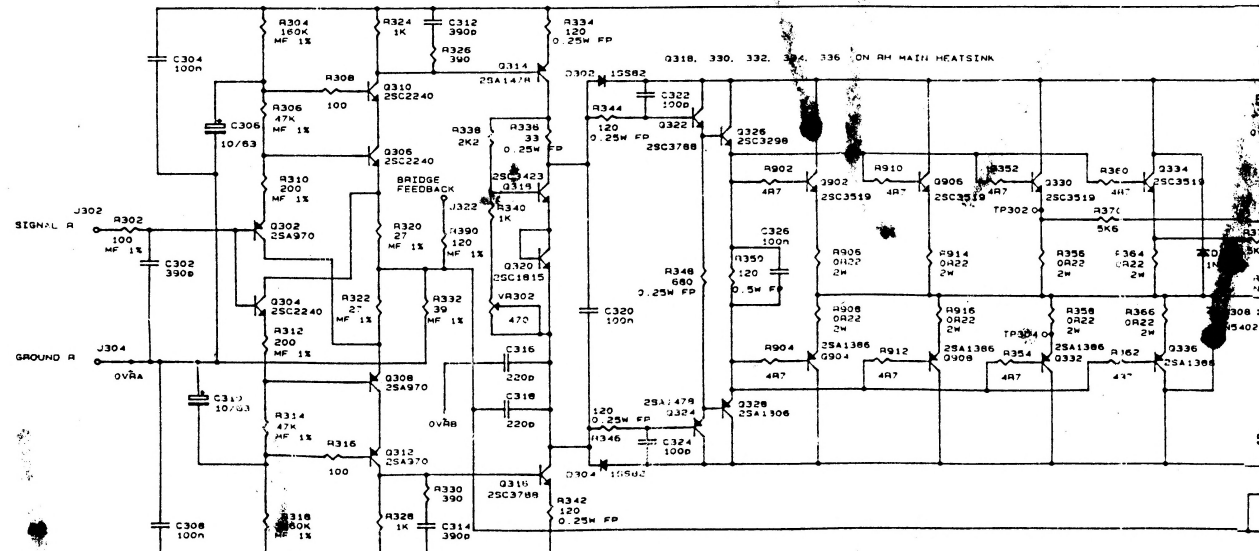 R304
160K
MF 1%
R324
1K
C312
390p
R334
120
0.25W FP
C304
100n
R326
390
Q318, 330, 332, 334, 336 ON RH MAIN HEATSINK
Q314
2SA1478
D302 1SS82
R308
100
Q310
2SC2240
C322
100p
R344
120
0.25W FP
Q322
2SC3788
R306
47K
MF 1%
C306
10/63
R338
2K2
R336
33
0.25W FP
Q326
2SC3298
Q306
2SC2240
R310
200
MF 1%
BRIDGE
FEEDBACK
2SC3423
Q318
R902
4R7
Q902
2SC3519
R910
4R7
Q906
2SC3519
R352
4R7
Q330
2SC3519
R360
4R7
Q334
2SC3519
J302
SIGNAL R
R302
100
MF 1%
Q302
2SA970
R320
27
MF 1%
J322
R390
120
MF 1%
R340
1K
TP302
R370
5K6
C302
390p
Q320
2SC1815
C326
100n
R350
120
0.5W FP
R348
680
0.25W FP
R906
0R22
2W
R914
0R22
2W
R356
0R22
2W
R364
0R22
2W
Q304
2SC2240
R322
27
MF 1%
R332
39
MF 1%
VR302
470
C320
100n
R908
0R22
2W
R916
0R22
2W
R358
0R22
2W
R366
0R22
2W
R312
200
MF 1%
TP304
J304
GROUND R
0VRA
C316
220p
R904
4R7
2SA1386
Q904
R912
4R7
2SA1386
Q908
R354
4R7
2SA1386
Q332
R362
4R7
Q336
2SA1386
Q308
2SA970
C310
10/63
C318
220p
0VRB
2SA1478
Q324
Q328
2SA1306
R314
47K
MF 1%
120
0.25W FP
R346
C324
100p
R316
100
Q312
2SA970
D304 1SS82
Q316
2SC3788
R330
390
R342
120
0.25W FP
R318
160K
MF 1%
R328
1K
C314
390p
C308
100n